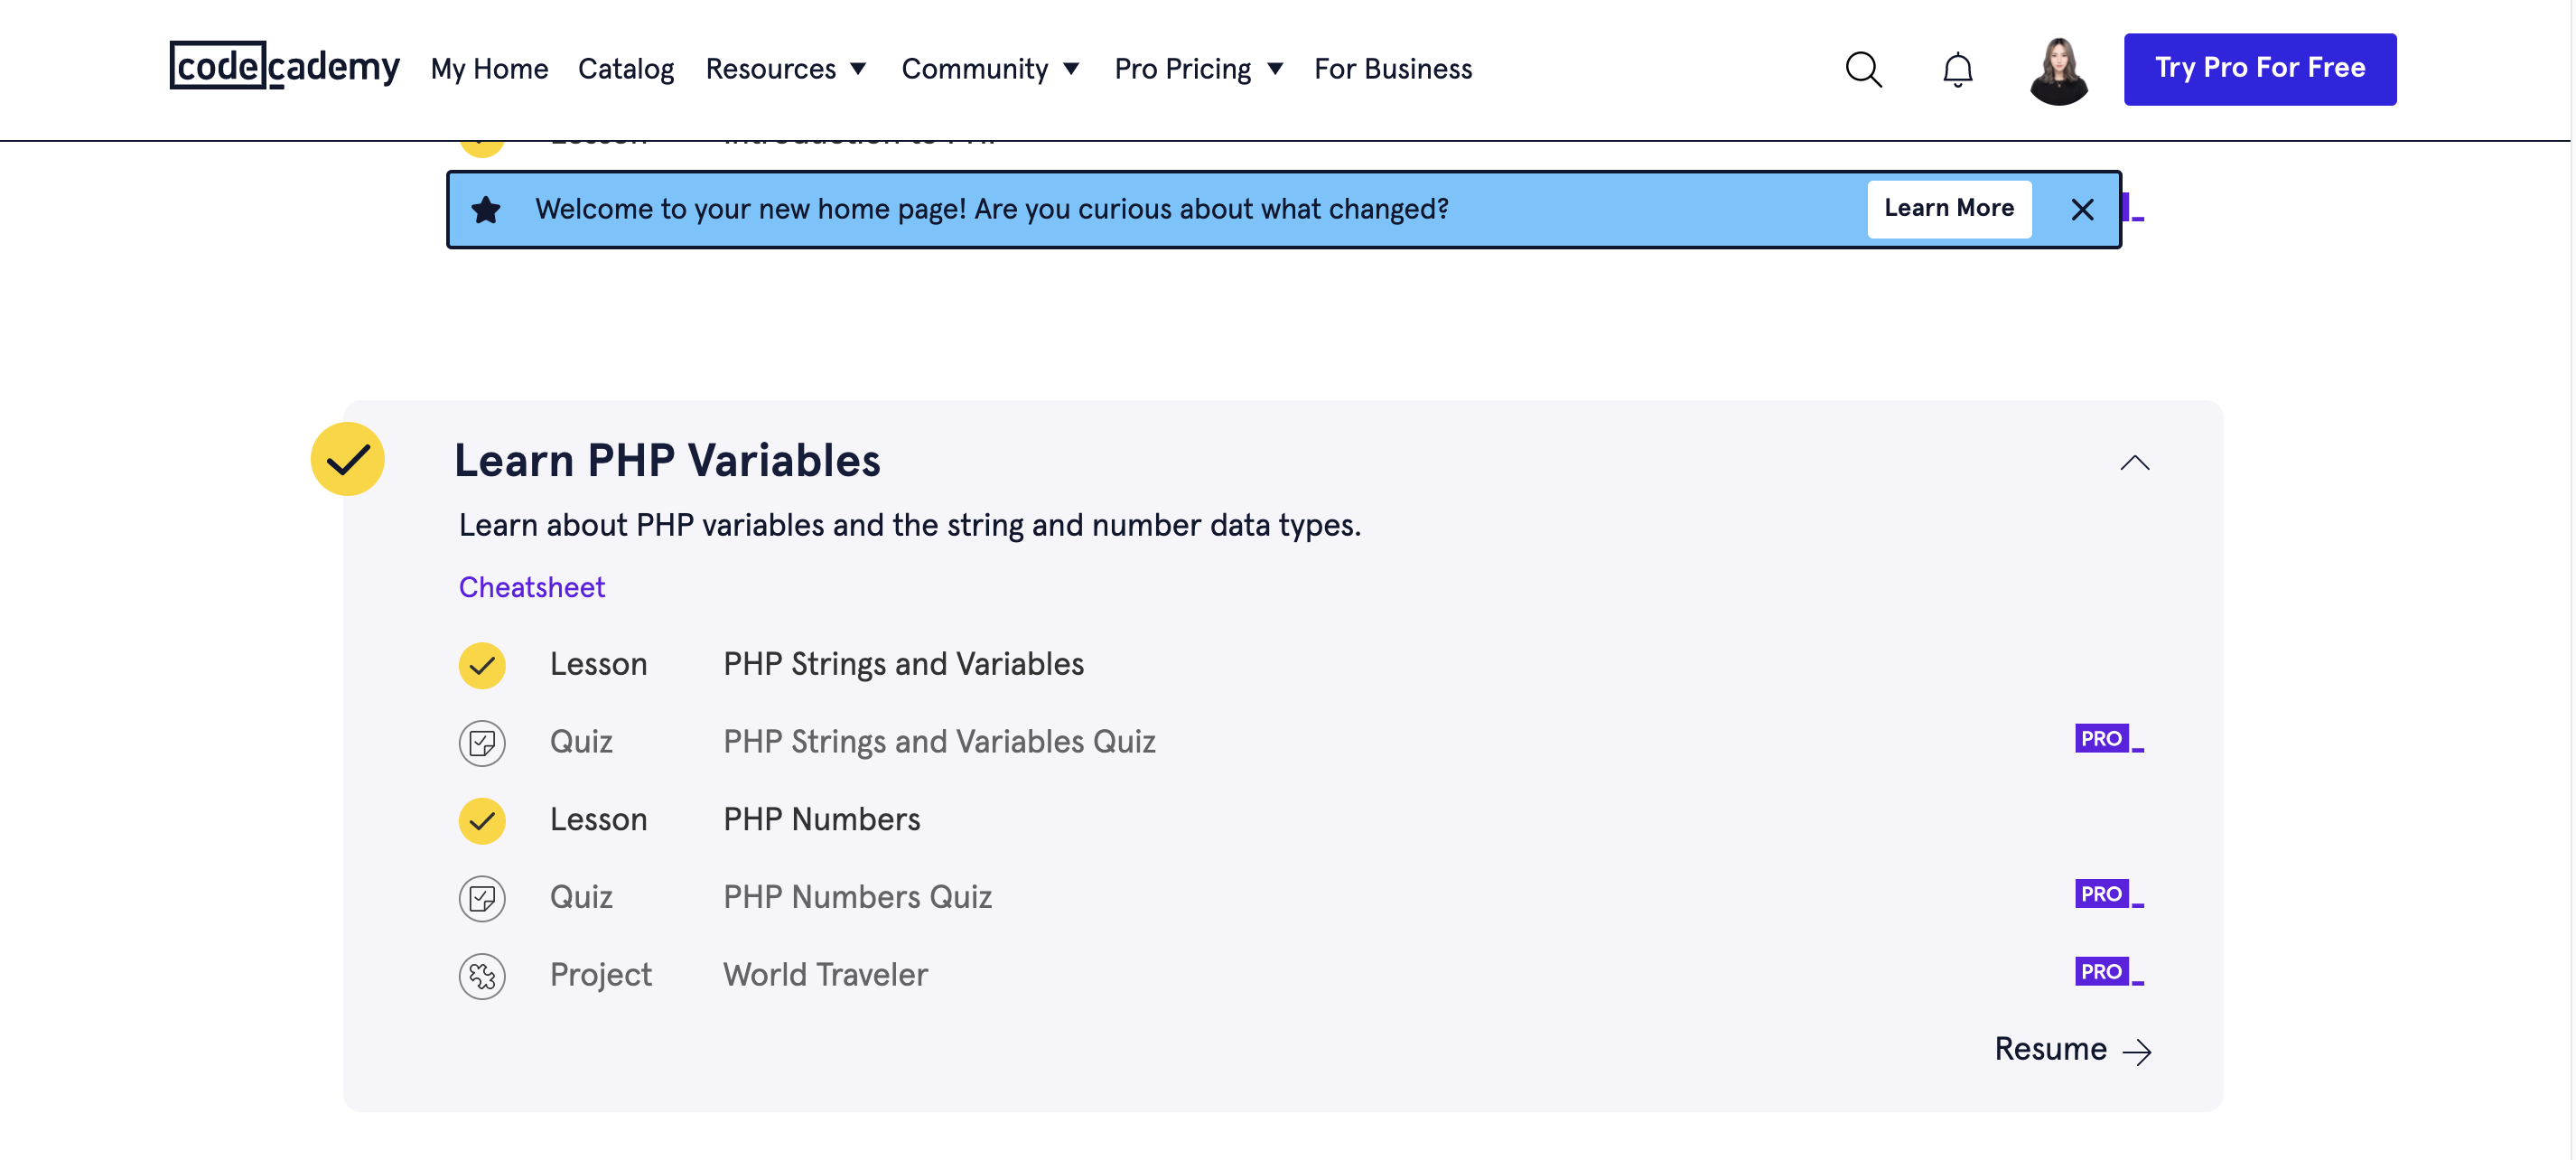 codecademy My Home Catalog Resources Community Pro Pricing For Business Try Pro For Free
Welcome to your new home page! Are you curious about what changed? Learn More
Learn PHP Variables
Learn about PHP variables and the string and number data types.
Cheatsheet
Lesson PHP Strings and Variables
Quiz PHP Strings and Variables Quiz PRO
Lesson PHP Numbers
Quiz PHP Numbers Quiz PRO
Project World Traveler PRO
Resume